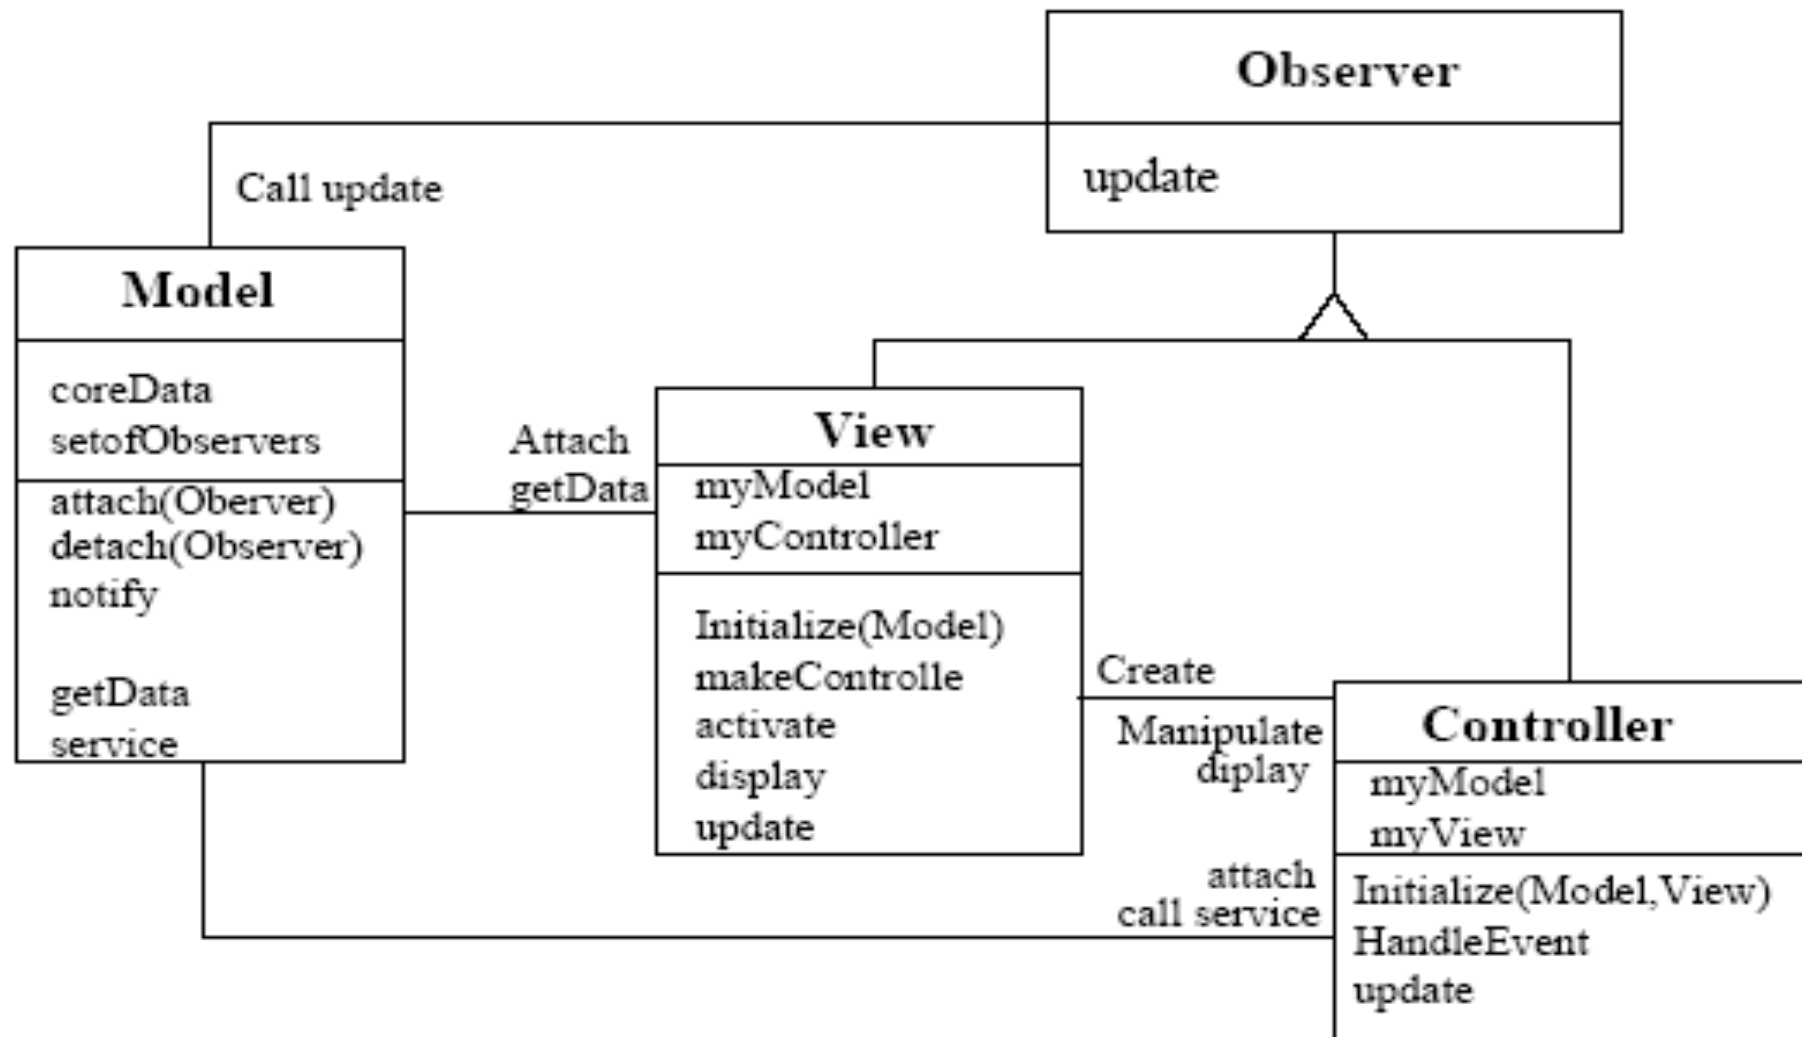 Observer
update
Call update
Model
coreData
setofObservers
attach(Oberver)
detach(Observer)
notify
getData
service
Attach
getData
View
myModel
myController
Initialize(Model)
makeControlle
activate
display
update
Create
Manipulate
diplay
attach
call service
Controller
myModel
myView
Initialize(Model,View)
HandleEvent
update